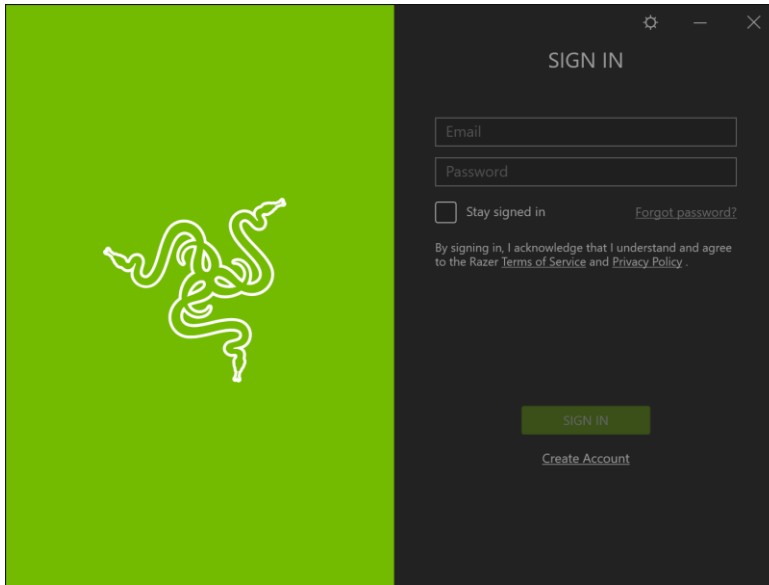 SIGN IN
Email
Password
Stay signed in Forgot password?
By signing in, I acknowledge that I understand and agree
to the Razer Terms of Service and Privacy Policy .
SIGN IN
Create Account